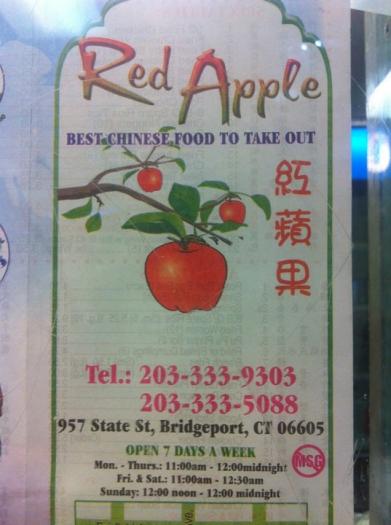 Red Apple
BEST CHINESE FOOD TO TAKE OUT
紅蘋果
Tel.: 203-333-9303
203-333-5088
957 State St, Bridgeport, CT 06605
OPEN 7 DAYS A WEEK
Mon. - Thurs.: 11:00am - 12:00midnight
MSG
Fri. & Sat.: 11:00am - 12:30am
Sunday: 12:00 noon - 12:00 midnight